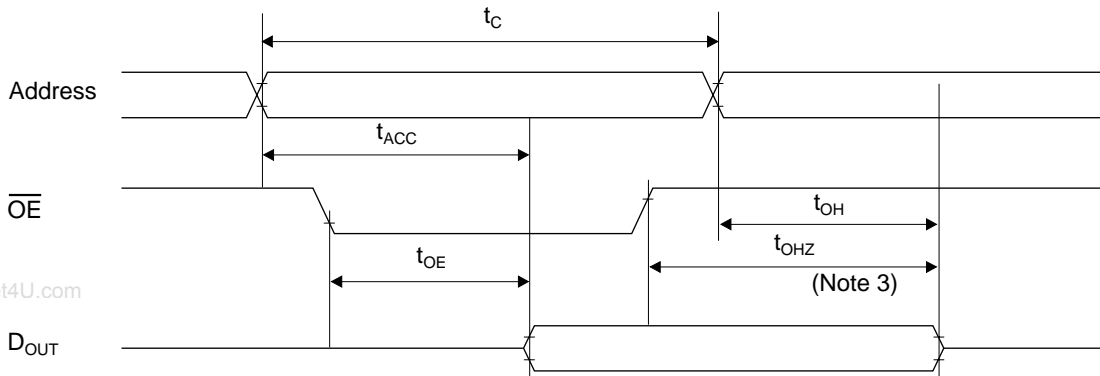 tC
Address
tACC
OE
tOH
tOE
tOHZ
(Note 3)
t4U.com
DOUT